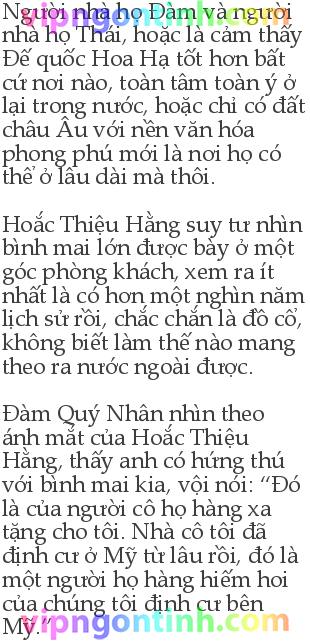 Người nhà họ Đàm và người
nhà họ Thái, hoặc là cảm thấy
Đế quốc Hoa Hạ tốt hơn bất
cứ nơi nào, toàn tâm toàn ý ở
lại trong nước, hoặc chỉ có đất
châu Âu với nền văn hóa
phong phú mới là nơi họ có
thể ở lâu dài mà thôi.
Hoắc Thiệu Hằng suy tư nhìn
bình mai lớn được bày ở một
góc phòng khách, xem ra ít
nhất là có hơn một nghìn năm
lịch sử rồi, chắc chắn là đồ cổ,
không biết làm thế nào mang
theo ra nước ngoài được.
Đàm Quý Nhân nhìn theo
ánh mắt của Hoắc Thiệu
Hằng, thấy anh có hứng thú
với bình mai kia, vội nói: “Đó
là của người cô họ hàng xa
tặng cho tôi. Nhà cô tôi đã
định cư ở Mỹ từ lâu rồi, đó là
một người họ hàng hiếm hoi
của chúng tôi định cư bên
Mỹ.”
vipngontinh.com
vipngontinh.com